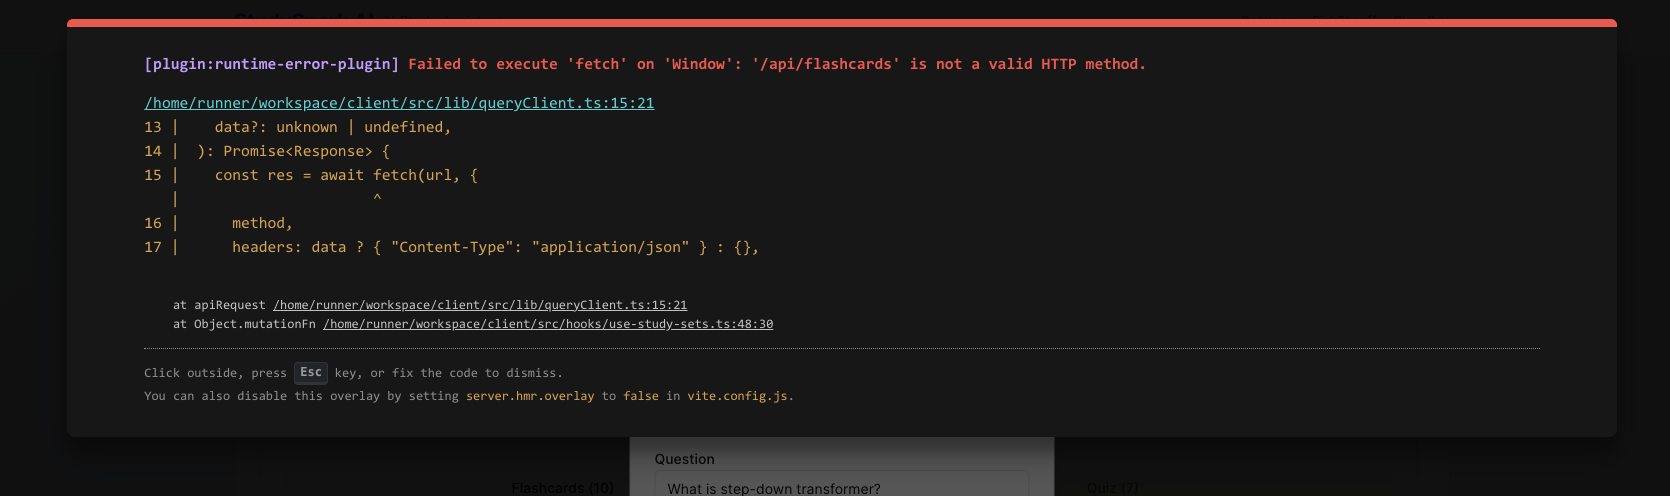 [plugin:runtime-error-plugin] Failed to execute 'fetch' on 'Window': '/api/flashcards' is not a valid HTTP method.
/home/runner/workspace/client/src/lib/queryClient.ts:15:21
13 |    data?: unknown | undefined,
14 |  ): Promise<Response> {
15 |    const res = await fetch(url, {
   |                      ^
16 |      method,
17 |      headers: data ? { "Content-Type": "application/json" } : {},
at apiRequest /home/runner/workspace/client/src/lib/queryClient.ts:15:21
at Object.mutationFn /home/runner/workspace/client/src/hooks/use-study-sets.ts:48:30
Click outside, press Esc key, or fix the code to dismiss.
You can also disable this overlay by setting server.hmr.overlay to false in vite.config.js.
Question
Flashcards (10)
What is step-down transformer?
Quiz (7)